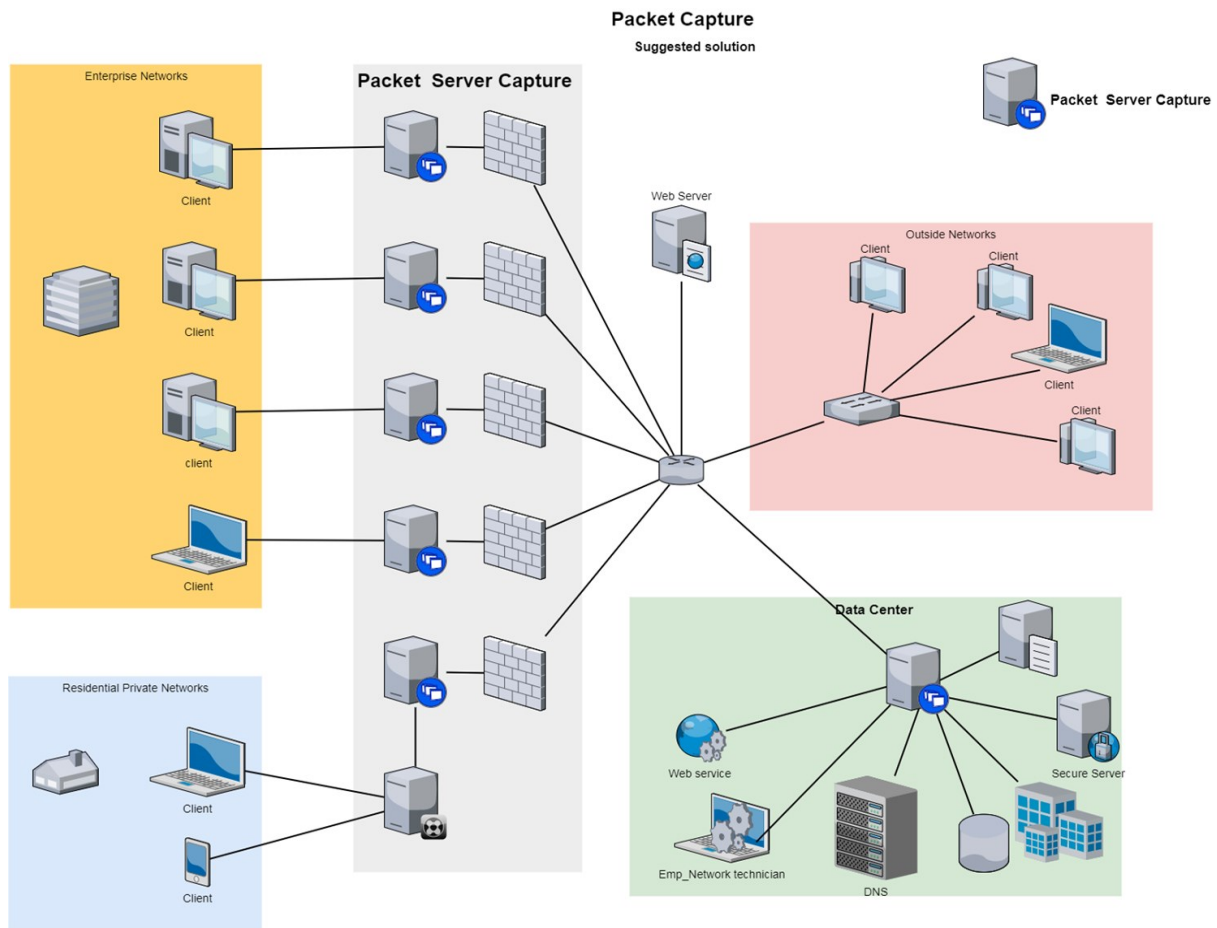 Packet Capture
Suggested solution
Enterprise Networks
Packet  Server Capture
Packet  Server Capture
Client
Client
client
Client
Web Server
Outside Networks
Client
Client
Client
Client
Residential Private Networks
Client
Client
Data Center
Web service
Secure Server
Emp_Network technician
DNS